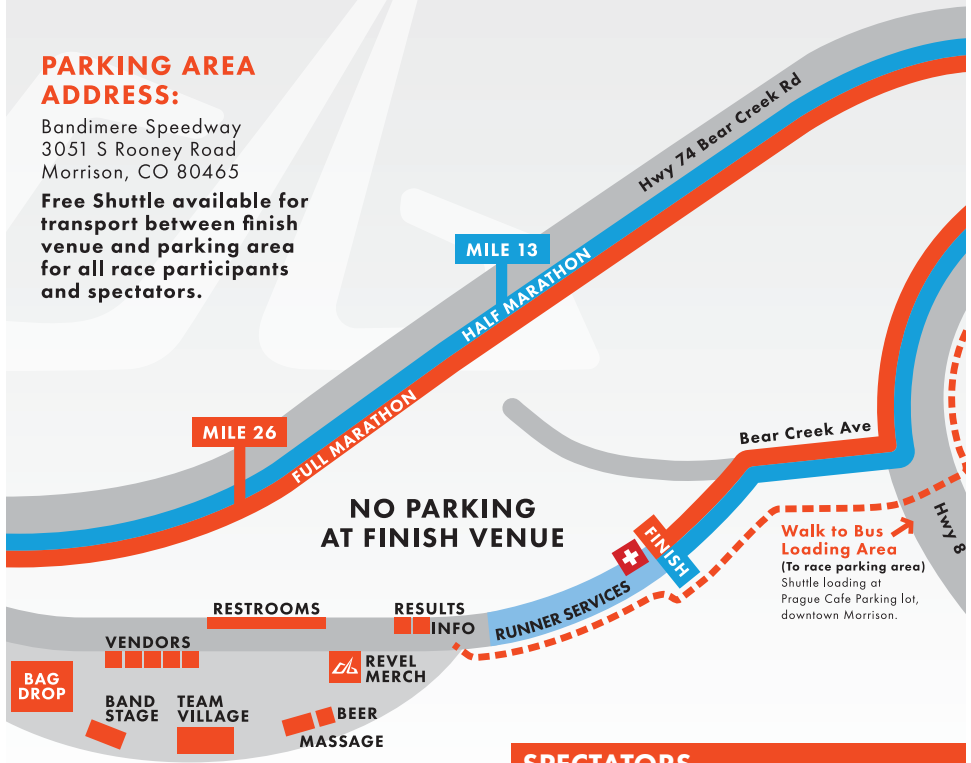 PARKING AREA
ADDRESS:
Bandimere Speedway
3051 S Rooney Road
Morrison, CO 80465
Free Shuttle available for
transport between finish
venue and parking area
for all race participants
and spectators.
Hwy 74 Bear Creek Rd
MILE 13
HALF MARATHON
FULL MARATHON
MILE 26
Bear Creek Ave
NO PARKING
AT FINISH VENUE
FINISH
Walk to Bus
Loading Area
(To race parking area)
Shuttle loading at
Prague Cafe Parking lot,
downtown Morrison.
Hwy 8
RUNNER SERVICES
RESTROOMS
RESULTS
INFO
VENDORS
REVEL
MERCH
BAG
DROP
BAND
STAGE
TEAM
VILLAGE
BEER
MASSAGE
SPECTATORS